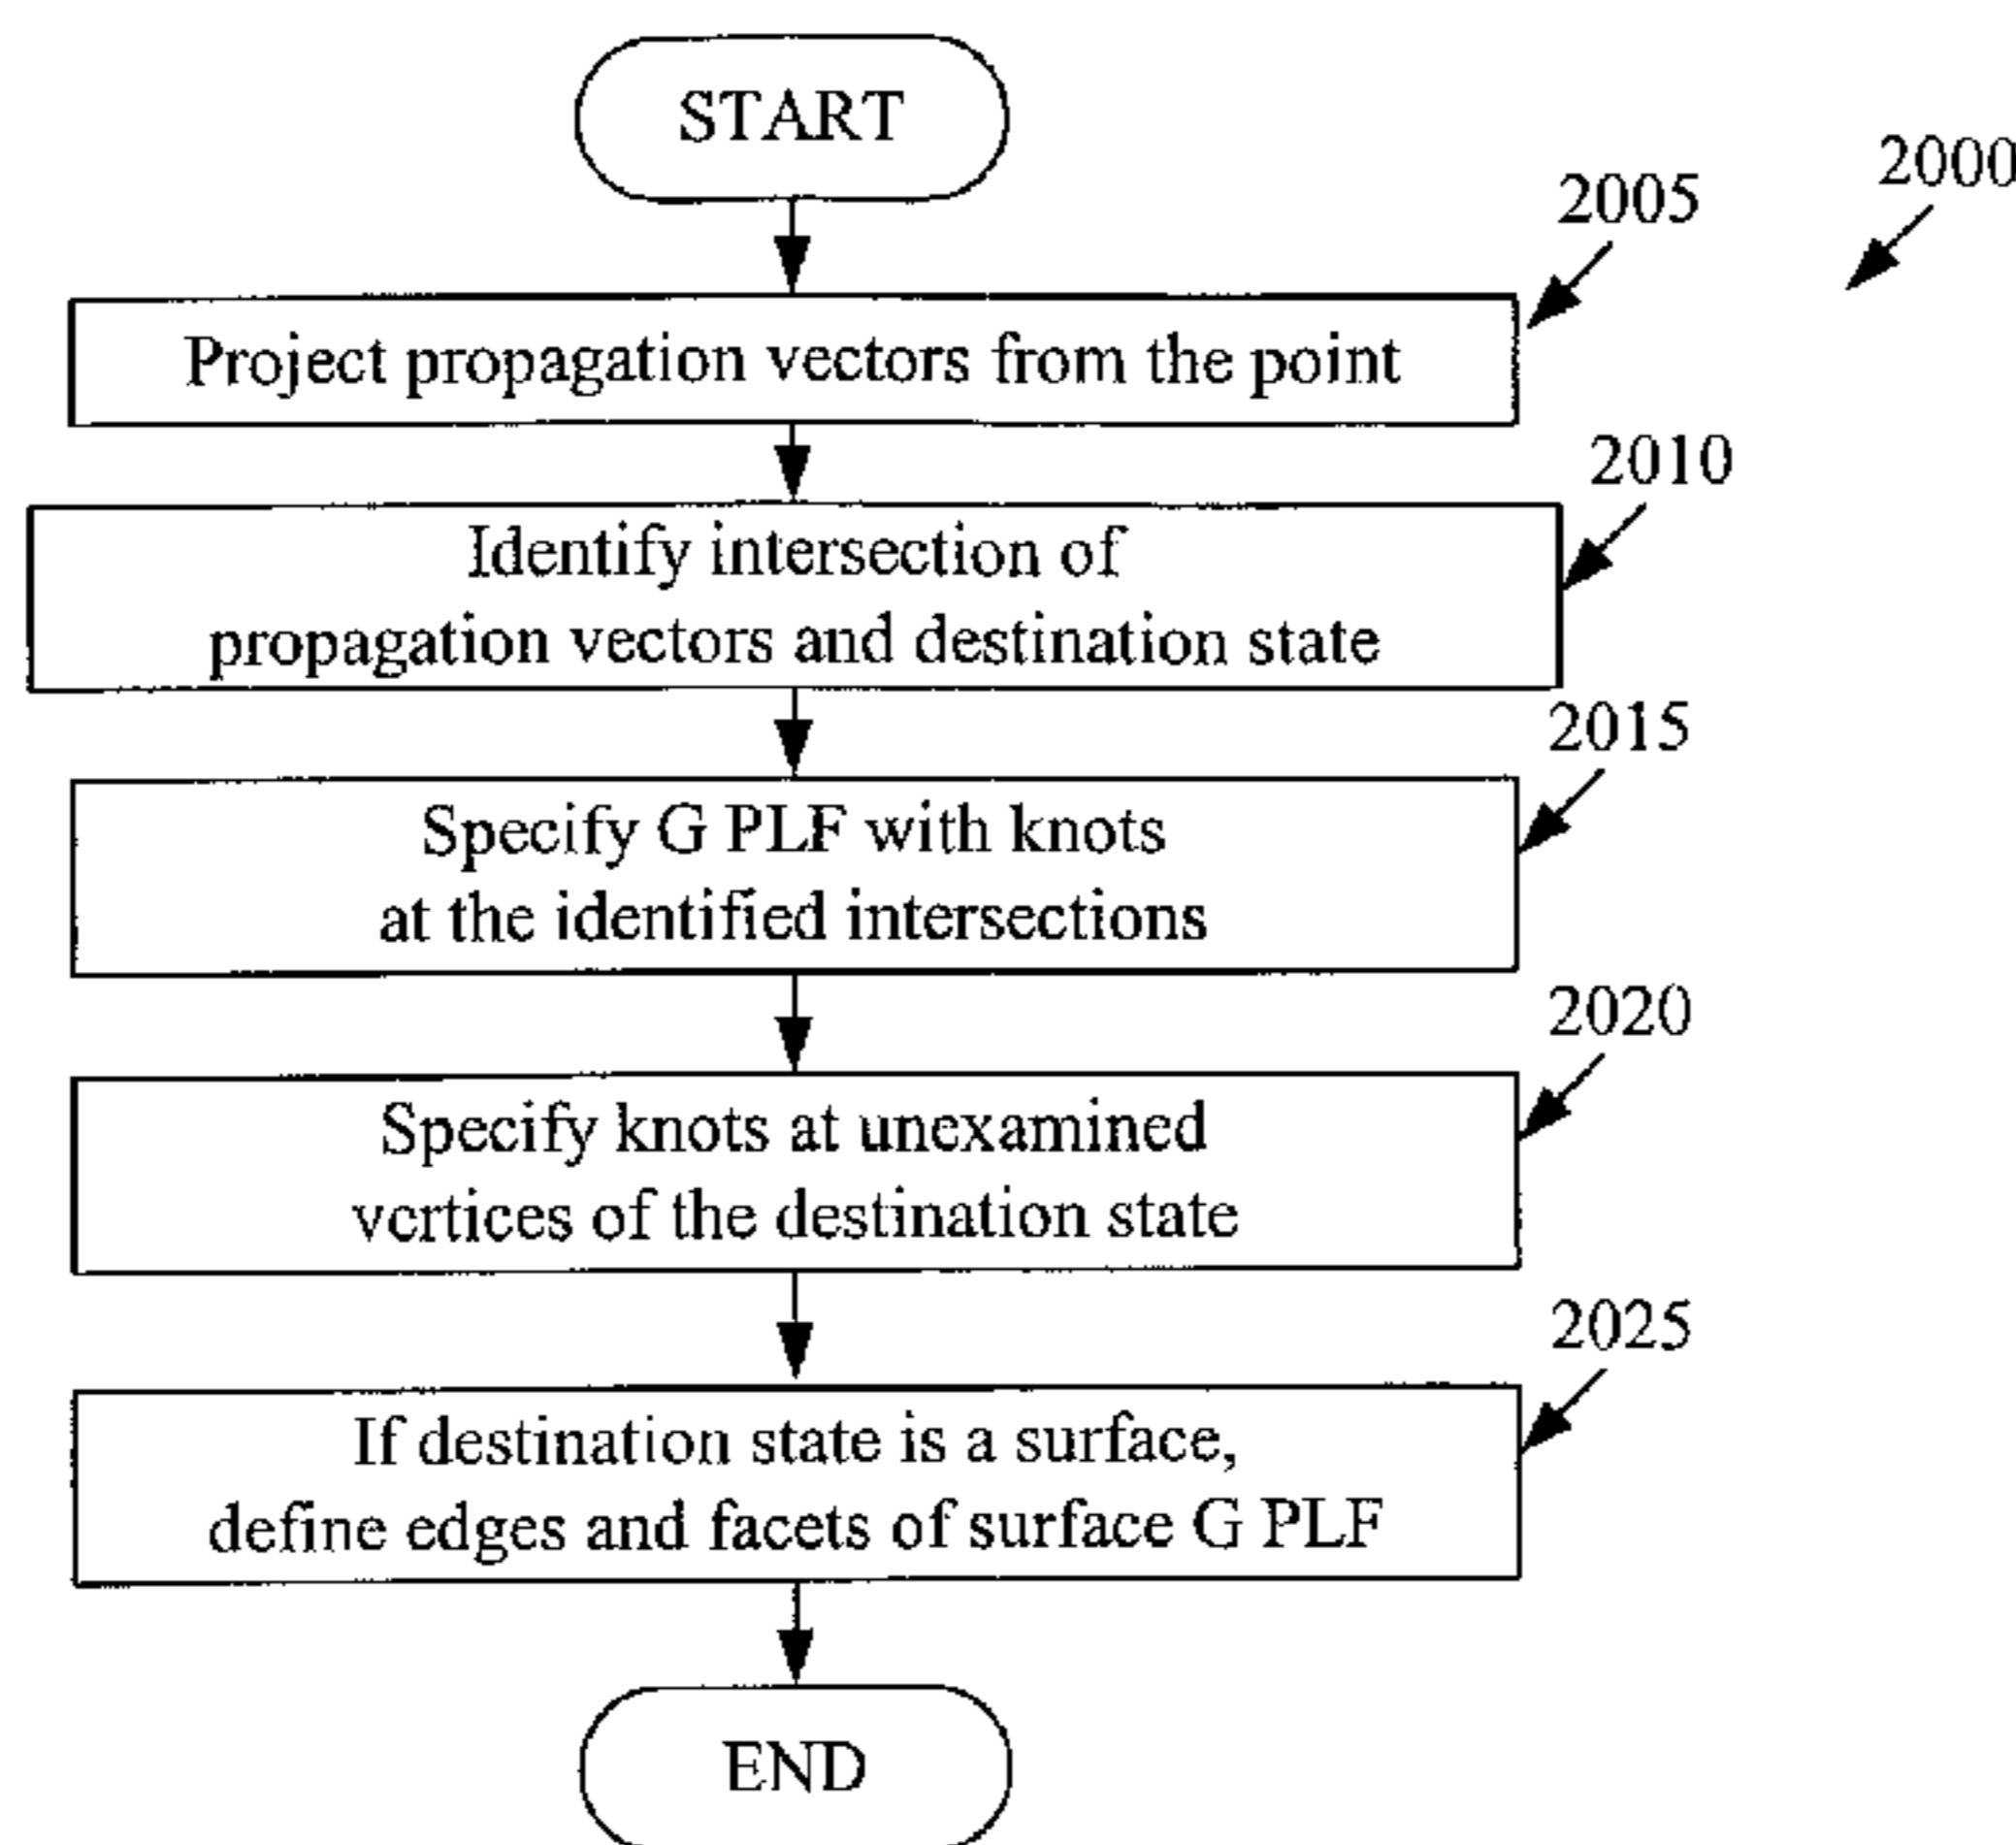 START
2000
2005
Project propagation vectors from the point
2010
Identify intersection of
propagation vectors and destination state
2015
Specify G PLF with knots
at the identified intersections
2020
Specify knots at unexamined
vertices of the destination state
2025
If destination state is a surface,
define edges and facets of surface G PLF
END